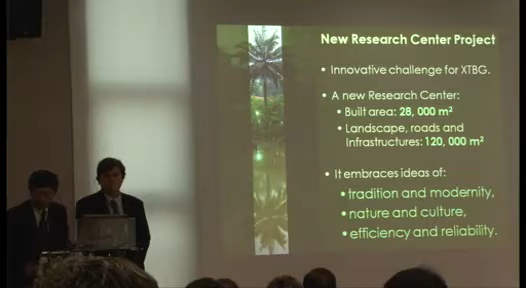 New Research Center Project
• Innovative challenge for XTBG.
• A new Research Center:
• Built area: 28, 000 m²
• Landscape, roads and
Infrastructures: 120, 000 m²
• It embraces ideas of:
• tradition and modernity,
• nature and culture,
• efficiency and reliability.